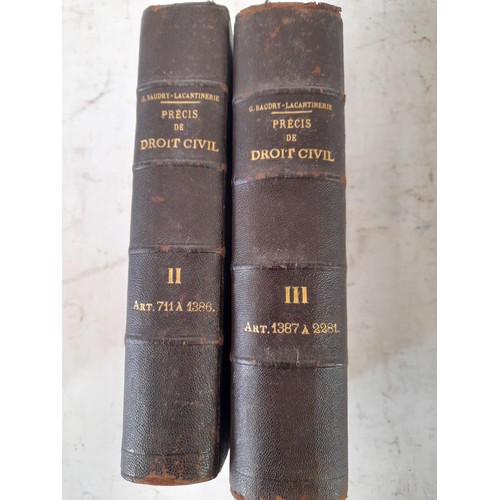 G. BAUDRY-LACANTINERIE
PRÉCIS
DE
DROIT CIVIL
II
ART. 711 À 1386.
G. BAUDRY-LACANTINERIE
PRÉCIS
DE
DROIT CIVIL
III
ART. 1387 À 2281.